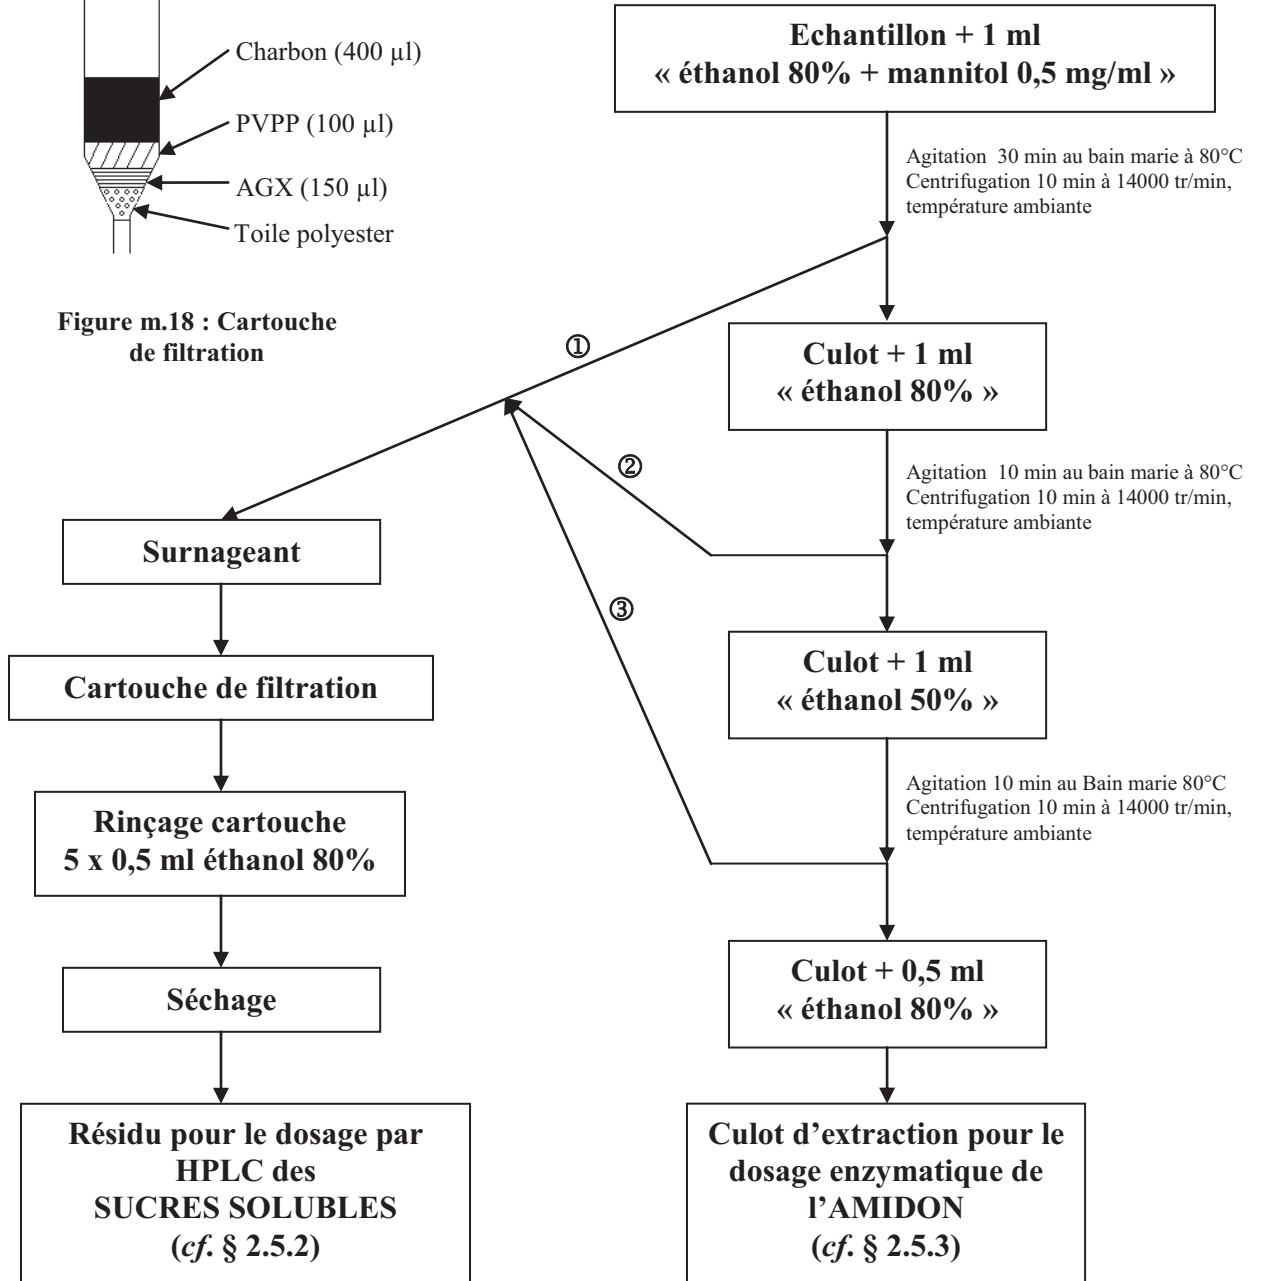 Charbon (400 µl)
PVPP (100 µl)
AGX (150 µl)
Toile polyester
Figure m.18 : Cartouche
de filtration
Echantillon + 1 ml
« éthanol 80% + mannitol 0,5 mg/ml »
Agitation 30 min au bain marie à 80°C
Centrifugation 10 min à 14000 tr/min,
température ambiante
①
Culot + 1 ml
« éthanol 80% »
②
Agitation 10 min au bain marie à 80°C
Centrifugation 10 min à 14000 tr/min,
température ambiante
Surnageant
③
Culot + 1 ml
« éthanol 50% »
Cartouche de filtration
Agitation 10 min au Bain marie 80°C
Centrifugation 10 min à 14000 tr/min,
température ambiante
Rinçage cartouche
5 x 0,5 ml éthanol 80%
Culot + 0,5 ml
« éthanol 80% »
Séchage
Résidu pour le dosage par
HPLC des
SUCRES SOLUBLES
(cf. § 2.5.2)
Culot d’extraction pour le
dosage enzymatique de
l’AMIDON
(cf. § 2.5.3)